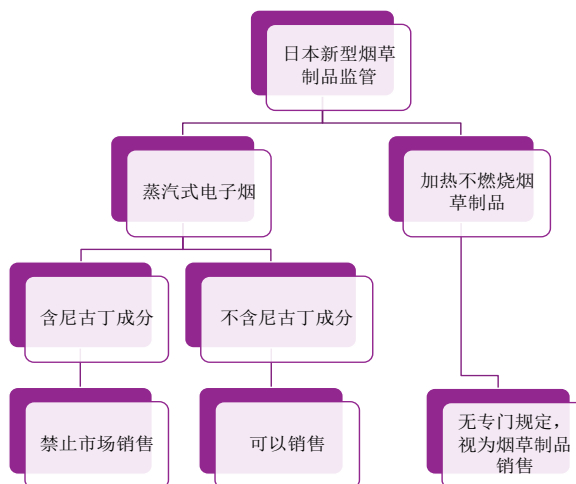 日本新型烟草
制品监管
蒸汽式电子烟
加热不燃烧烟
草制品
含尼古丁成分
不含尼古丁成分
禁止市场销售
可以销售
无专门规定，
视为烟草制品
销售